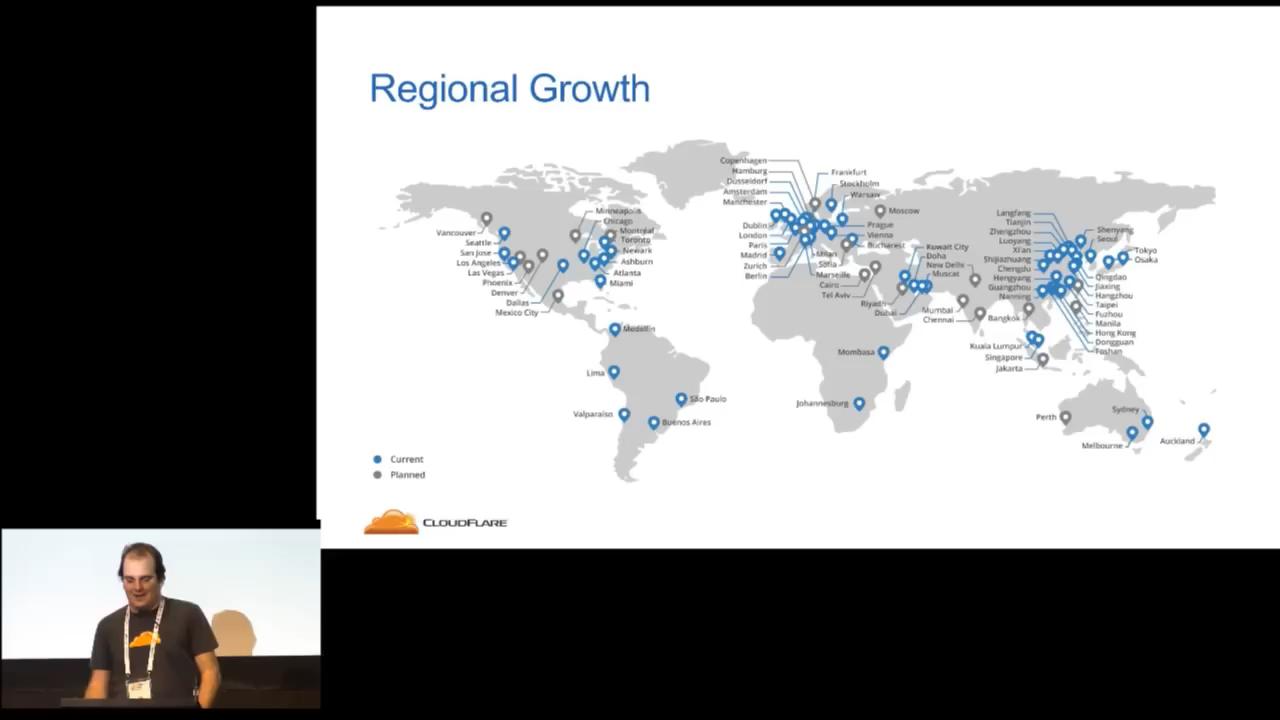 Regional Growth
Copenhagen
Hamburg
Düsseldorf
Amsterdam
Manchester
Dublin
London
Paris
Madrid
Zurich
Berlin
Frankfurt
Stockholm
Warsaw
Moscow
Prague
Vienna
Bucharest
Milan
Sofia
Marseille
Cairo
Tel Aviv
Riyadh
Dubai
Kuwait City
Doha
New Delhi
Muscat
Mumbai
Chennai
Vancouver
Seattle
San Jose
Los Angeles
Las Vegas
Phoenix
Denver
Dallas
Mexico City
Minneapolis
Chicago
Montréal
Toronto
Newark
Ashburn
Atlanta
Miami
Medellín
Lima
Valparaíso
São Paulo
Buenos Aires
Mombasa
Johannesburg
Langfang
Tianjin
Zhengzhou
Luoyang
Xi'an
Shijiazhuang
Chengdu
Hengyang
Guangzhou
Nanning
Bangkok
Kuala Lumpur
Singapore
Jakarta
Shenyang
Seoul
Tokyo
Osaka
Qingdao
Jiaxing
Hangzhou
Taipei
Fuzhou
Manila
Hong Kong
Dongguan
Foshan
Perth
Sydney
Melbourne
Auckland
Current
Planned
CLOUDFLARE